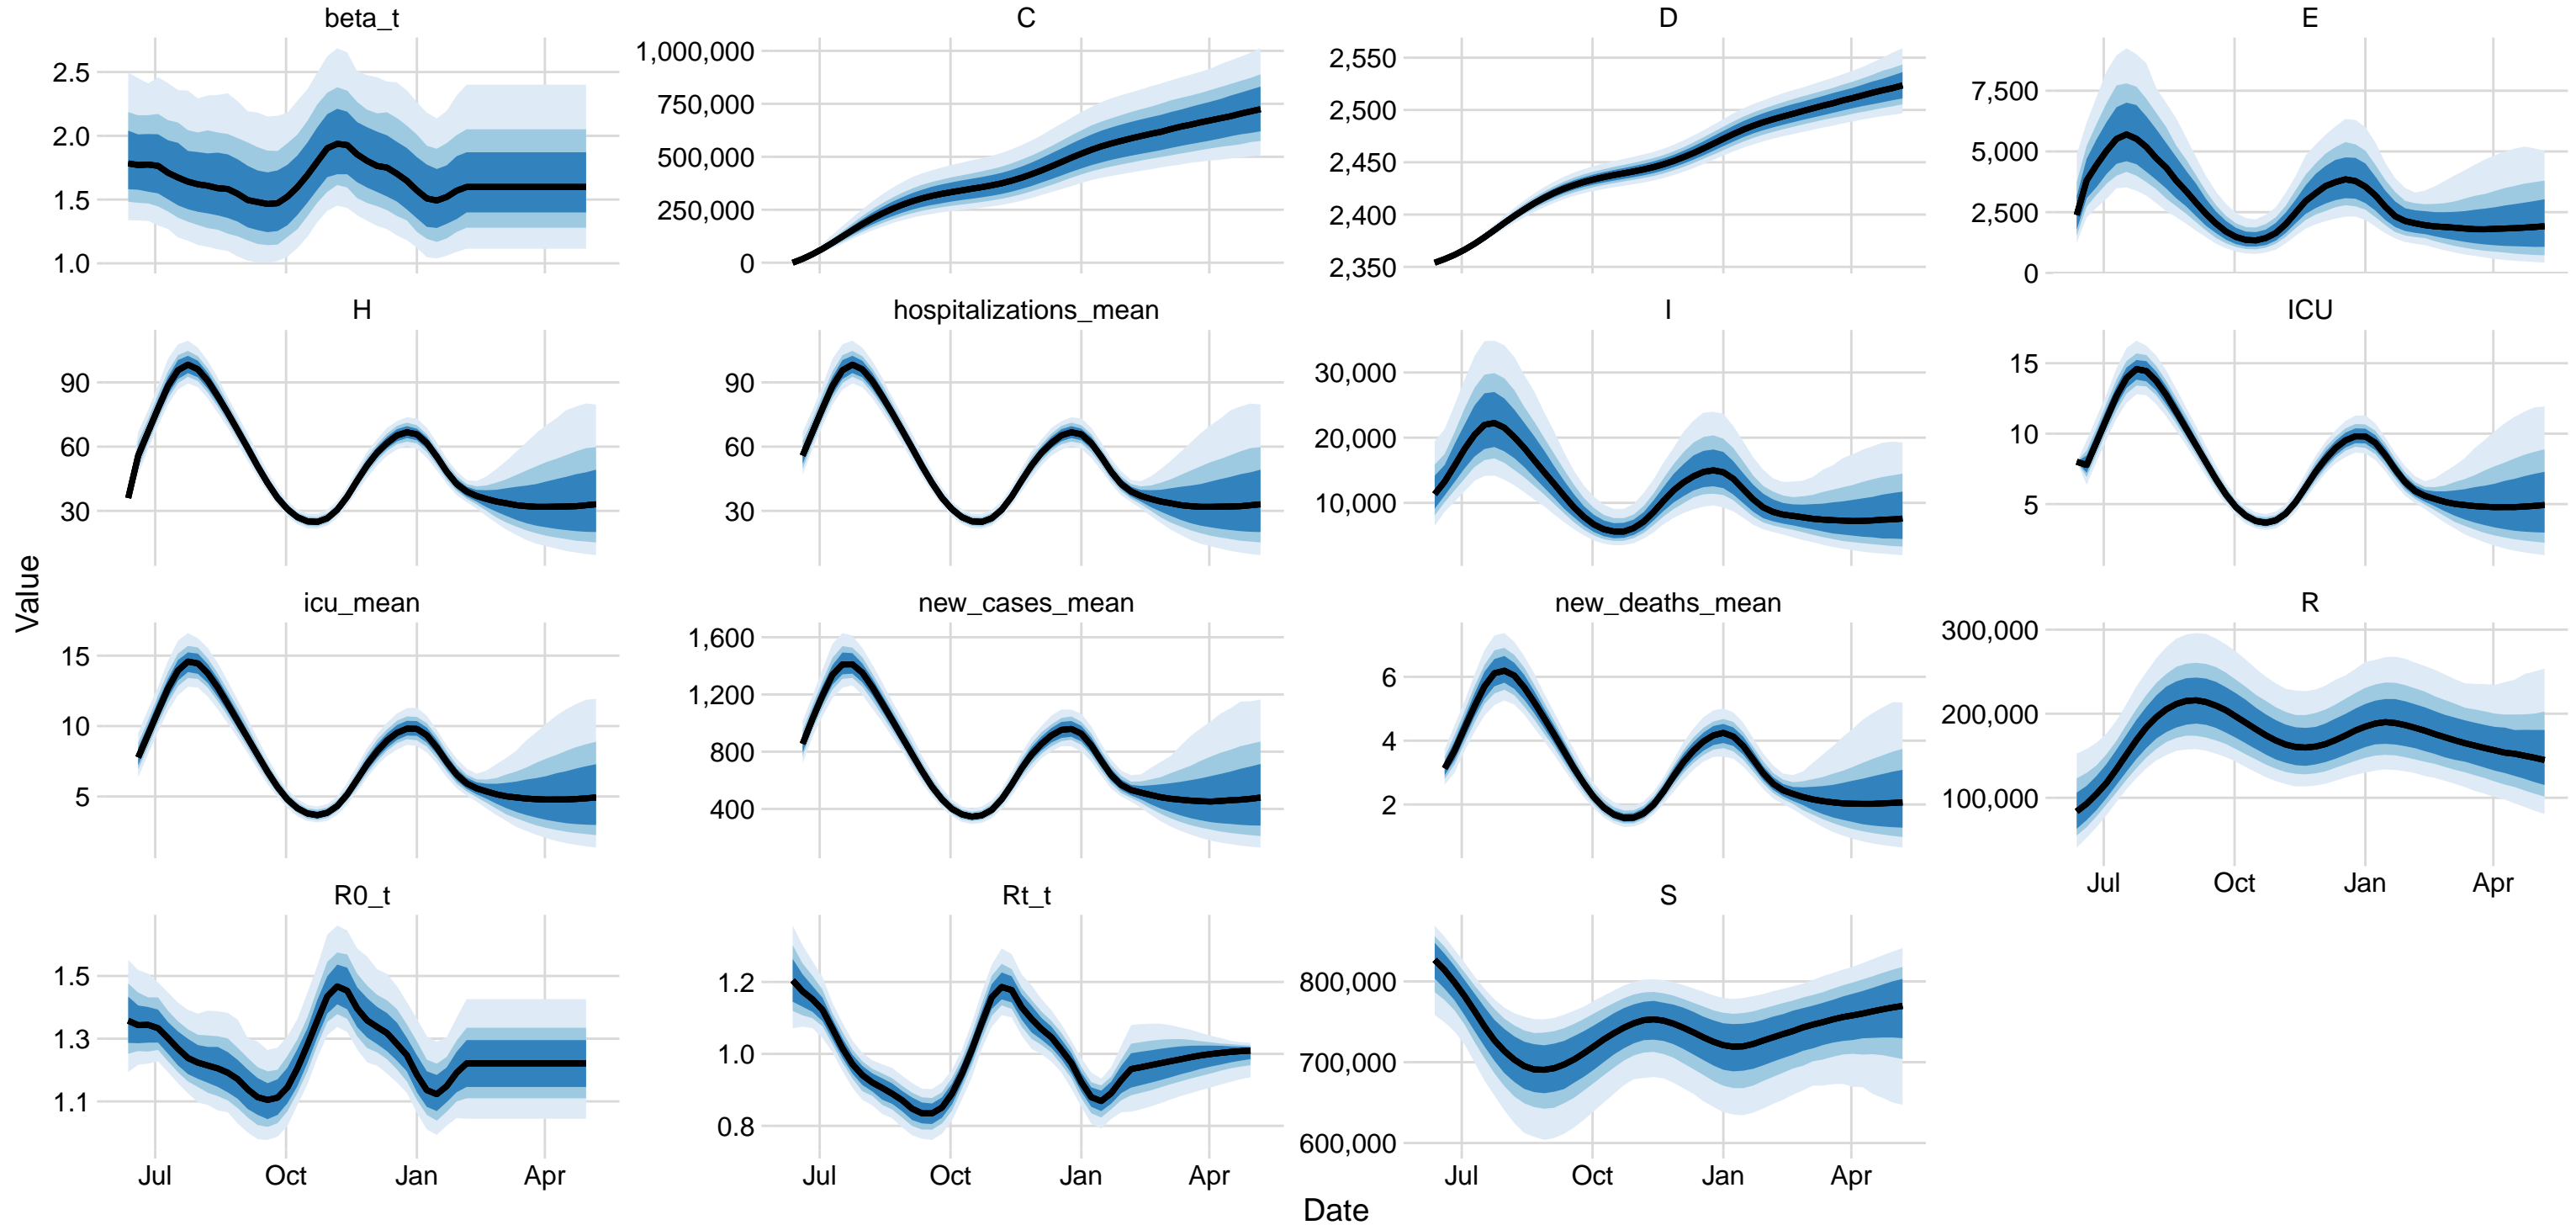 beta_t
C
D
E
2.5
2.0
1.5
1.0
1,000,000
750,000
500,000
250,000
0
2,550
2,500
2,450
2,400
2,350
7,500
5,000
2,500
0
H
hospitalizations_mean
I
ICU
90
60
30
90
60
30
30,000
20,000
10,000
15
10
5
Value
icu_mean
new_cases_mean
new_deaths_mean
R
15
10
5
1,600
1,200
800
400
6
4
2
300,000
200,000
100,000
Jul Oct Jan Apr
R0_t
Rt_t
S
1.5
1.3
1.1
1.2
1.0
0.8
800,000
700,000
600,000
Jul Oct Jan Apr
Jul Oct Jan Apr
Jul Oct Jan Apr
Date